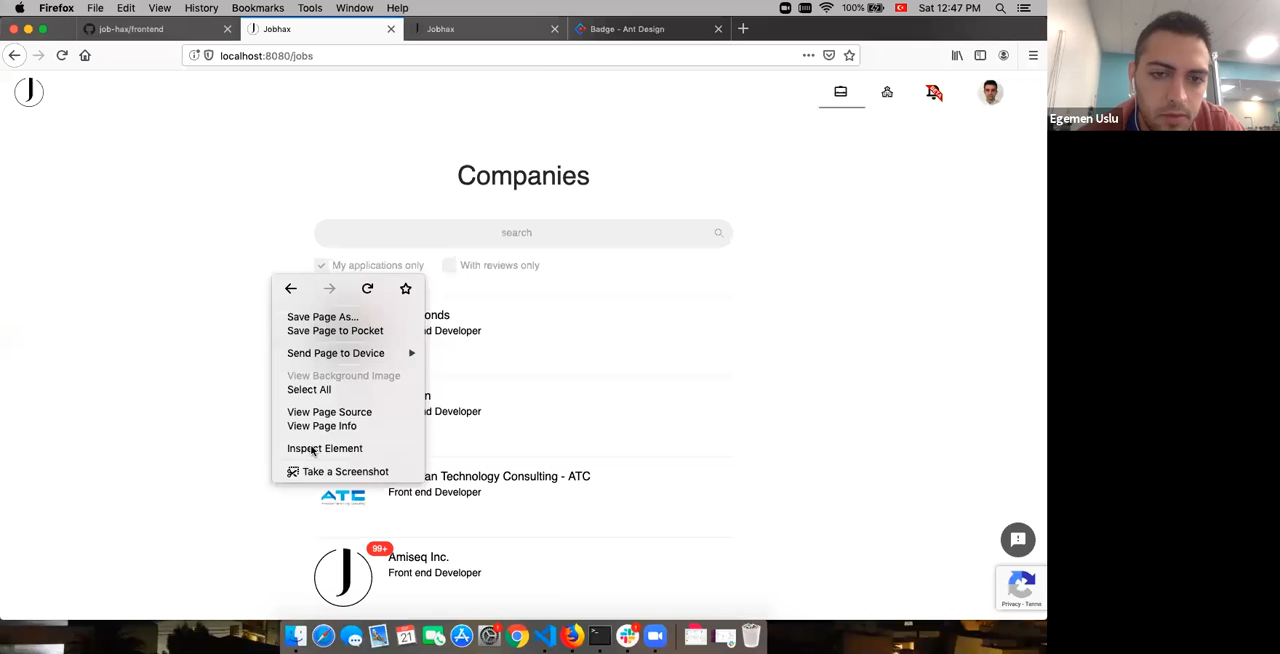 Firefox File Edit View History Bookmarks Tools Window Help 100% Sat 12:47 PM
job-hax/frontend
Jobhax
Jobhax
Badge - Ant Design
localhost:8080/jobs
Egemen Uslu
Companies
search
My applications only With reviews only
Save Page As...
Save Page to Pocket
Send Page to Device
View Background Image
Select All
View Page Source
View Page Info
Inspect Element
Take a Screenshot
onds
d Developer
n
d Developer
an Technology Consulting - ATC
Front end Developer
ATC
99+
Amiseq Inc.
Front end Developer
J
J
Privacy - Terms
21